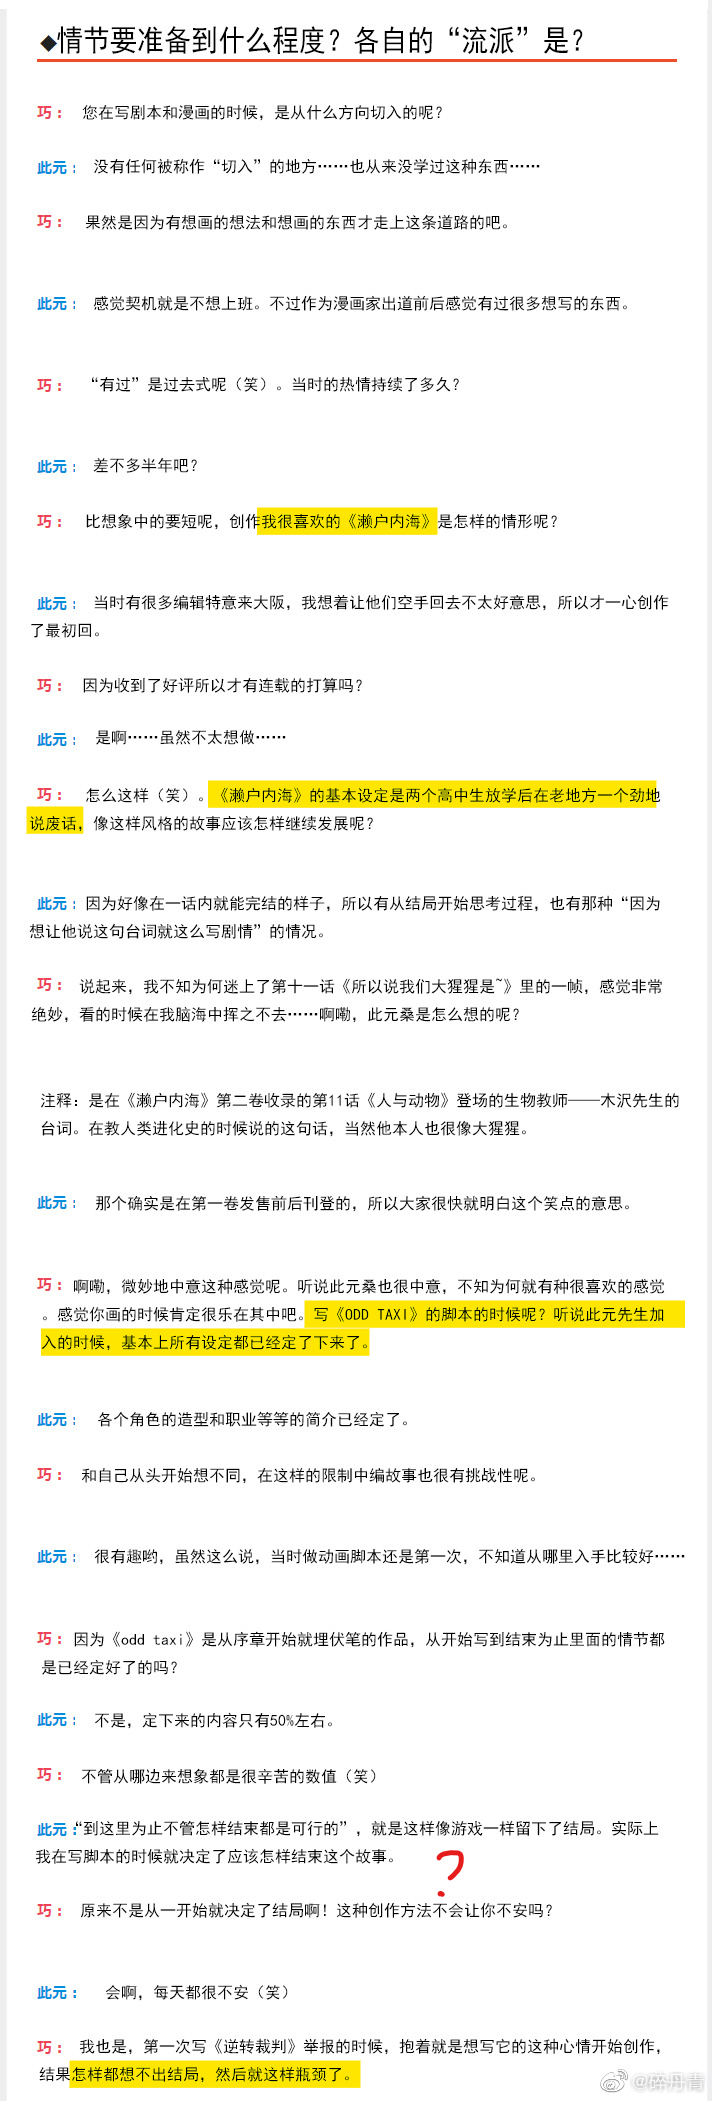 ◆情节要准备到什么程度？各自的“流派”是？
巧： 您在写剧本和漫画的时候，是从什么方向切入的呢？
此元： 没有任何被称作“切入”的地方……也从来没学过这种东西……
巧： 果然是因为有想画的想法和想画的东西才走上这条道路的吧。
此元： 感觉契机就是不想上班。不过作为漫画家出道前后感觉有过很多想写的东西。
巧： “有过”是过去式呢（笑）。当时的热情持续了多久？
此元： 差不多半年吧？
巧： 比想象中的要短呢，创作我很喜欢的《濑户内海》是怎样的情形呢？
此元： 当时有很多编辑特意来大阪，我想着让他们空手回去不太好意思，所以才一心创作
了最初回。
巧： 因为收到了好评所以才有连载的打算吗？
此元： 是啊……虽然不太想做……
巧： 怎么这样（笑）。《濑户内海》的基本设定是两个高中生放学后在老地方一个劲地
说废话，像这样风格的故事应该怎样继续发展呢？
此元：因为好像在一话内就能完结的样子，所以有从结局开始思考过程，也有那种“因为
想让他说这句台词就这么写剧情”的情况。
巧： 说起来，我不知为何迷上了第十一话《所以说我们大猩猩是~》里的一帧，感觉非常
绝妙，看的时候在我脑海中挥之不去……啊嘞，此元桑是怎么想的呢？
注释：是在《濑户内海》第二卷收录的第11话《人与动物》登场的生物教师——木沢先生的
台词。在教人类进化史的时候说的这句话，当然他本人也很像大猩猩。
此元： 那个确实是在第一卷发售前后刊登的，所以大家很快就明白这个笑点的意思。
巧： 啊嘞，微妙地中意这种感觉呢。听说此元桑也很中意，不知为何就有种很喜欢的感觉
。感觉你画的时候肯定很乐在其中吧。写《ODD TAXI》的脚本的时候呢？听说此元先生加
入的时候，基本上所有设定都已经定了下来了。
此元： 各个角色的造型和职业等等的简介已经定了。
巧： 和自己从头开始想不同，在这样的限制中编故事也很有挑战性呢。
此元： 很有趣哟，虽然这么说，当时做动画脚本还是第一次，不知道从哪里入手比较好……
巧： 因为《odd taxi》是从序章开始就埋伏笔的作品，从开始写到结束为止里面的情节都
是已经定好了的吗？
此元： 不是，定下来的内容只有50%左右。
巧： 不管从哪边来想象都是很辛苦的数值（笑）
此元：“到这里为止不管怎样结束都是可行的”，就是这样像游戏一样留下了结局。实际上
我在写脚本的时候就决定了应该怎样结束这个故事。
?
巧： 原来不是从一开始就决定了结局啊！这种创作方法不会让你不安吗？
此元： 会啊，每天都很不安（笑）
巧： 我也是，第一次写《逆转裁判》举报的时候，抱着就是想写它的这种心情开始创作，
结果怎样都想不出结局，然后就这样瓶颈了。
@碎丹青